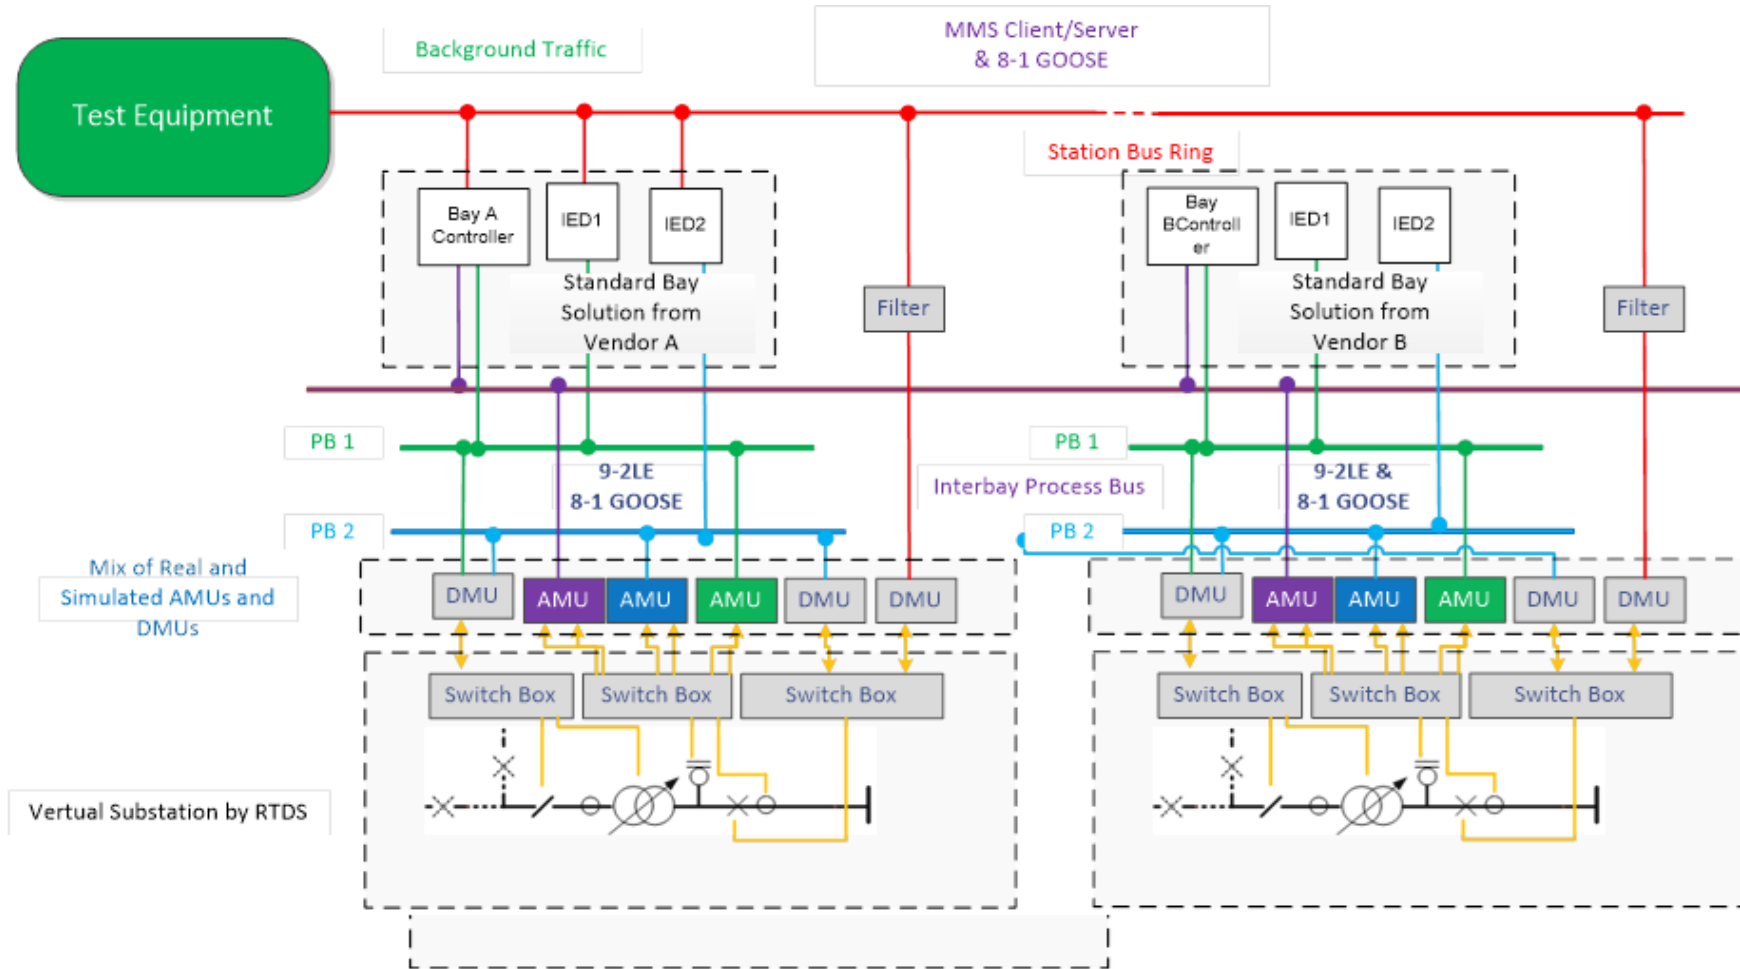 Background Traffic
MMS Client/Server
& 8-1 GOOSE
Test Equipment
Station Bus Ring
Bay A
Controller
IED1
IED2
Standard Bay
Solution from
Vendor A
Filter
Bay
BControll
er
IED1
IED2
Standard Bay
Solution from
Vendor B
Filter
PB 1
9-2LE
8-1 GOOSE
PB 2
Interbay Process Bus
PB 1
9-2LE &
8-1 GOOSE
PB 2
Mix of Real and
Simulated AMUs and
DMUs
DMU
AMU
AMU
AMU
DMU
DMU
DMU
AMU
AMU
AMU
DMU
DMU
Switch Box
Switch Box
Switch Box
Switch Box
Switch Box
Switch Box
Vertual Substation by RTDS